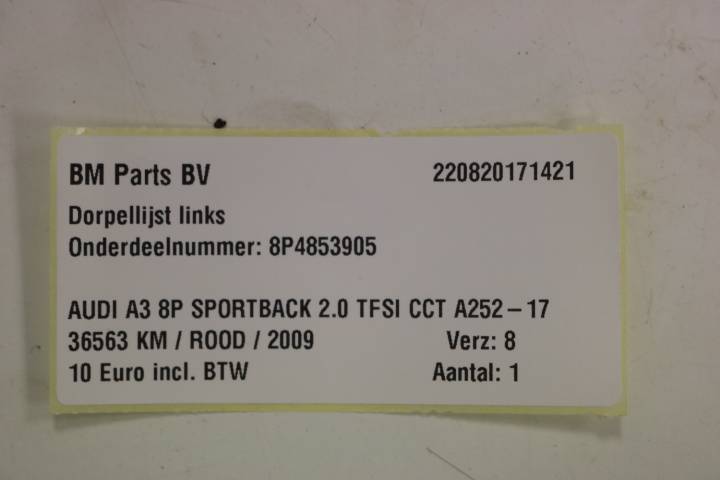 BM Parts BV 220820171421
Dorpellijst links
Onderdeelnummer: 8P4853905
AUDI A3 8P SPORTBACK 2.0 TFSI CCT A252 – 17
36563 KM / ROOD / 2009 Verz: 8
10 Euro incl. BTW Aantal: 1